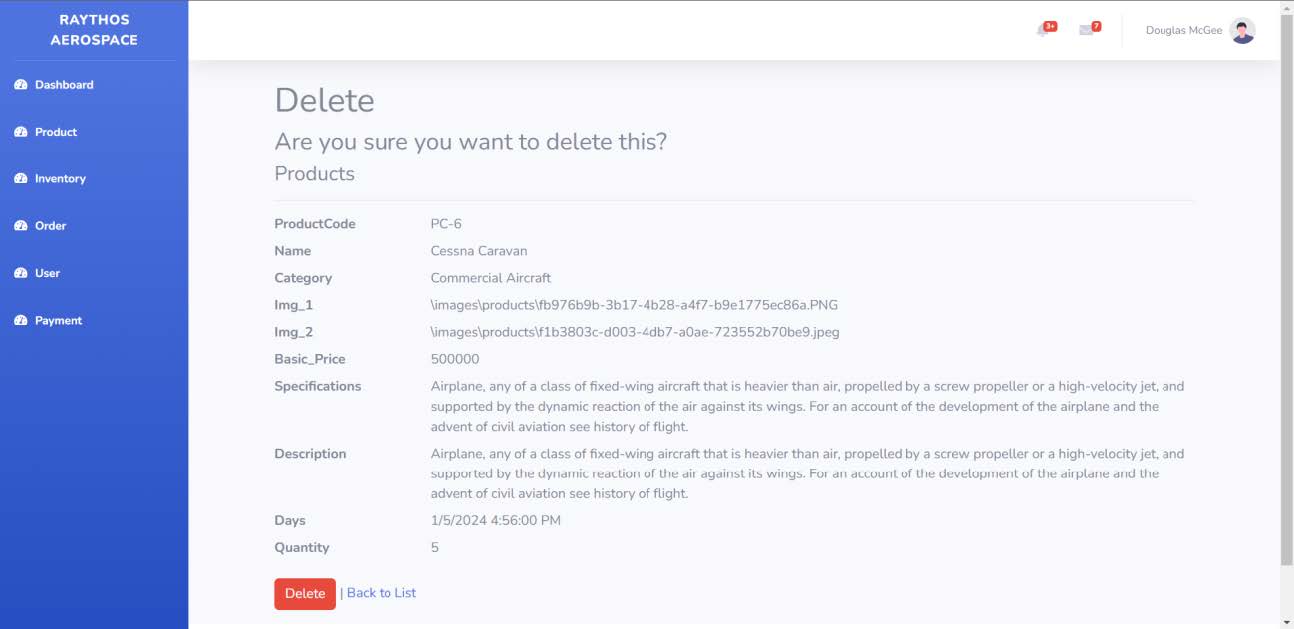 RAYTHOS
AEROSPACE
3+
7
Douglas McGee
Dashboard
Product
Inventory
Order
User
Payment
Delete
Are you sure you want to delete this?
Products
ProductCode PC-6
Name Cessna Caravan
Category Commercial Aircraft
Img_1 \images\products\fb976b9b-3b17-4b28-a4f7-b9e1775ec86a.PNG
Img_2 \images\products\f1b3803c-d003-4db7-a0ae-723552b70be9.jpeg
Basic_Price 500000
Specifications Airplane, any of a class of fixed-wing aircraft that is heavier than air, propelled by a screw propeller or a high-velocity jet, and
supported by the dynamic reaction of the air against its wings. For an account of the development of the airplane and the
advent of civil aviation see history of flight.
Description Airplane, any of a class of fixed-wing aircraft that is heavier than air, propelled by a screw propeller or a high-velocity jet, and
supported by the dynamic reaction of the air against its wings. For an account of the development of the airplane and the
advent of civil aviation see history of flight.
Days 1/5/2024 4:56:00 PM
Quantity 5
Delete | Back to List